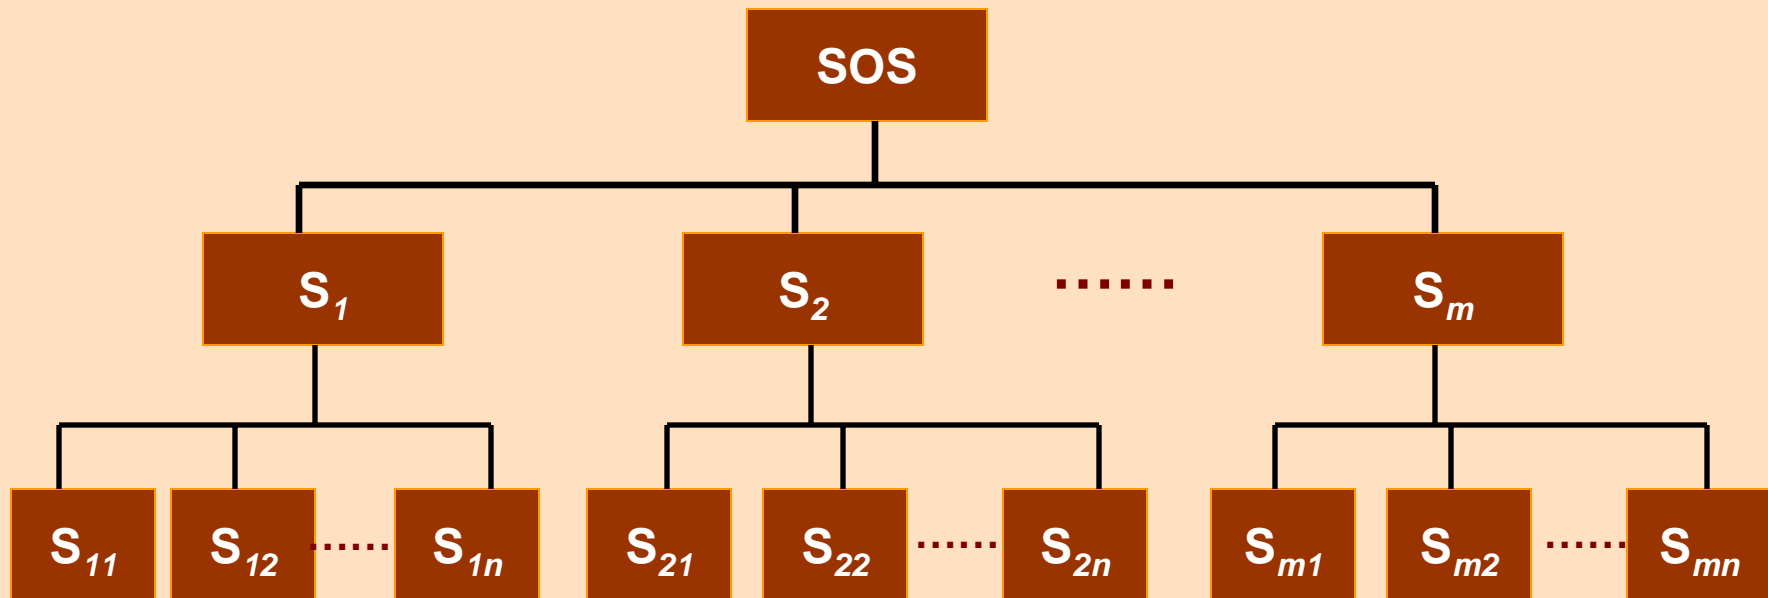 SOS
S1 S2 ...... Sm
S11 S12 ...... S1n S21 S22 ...... S2n Sm1 Sm2 ...... Smn